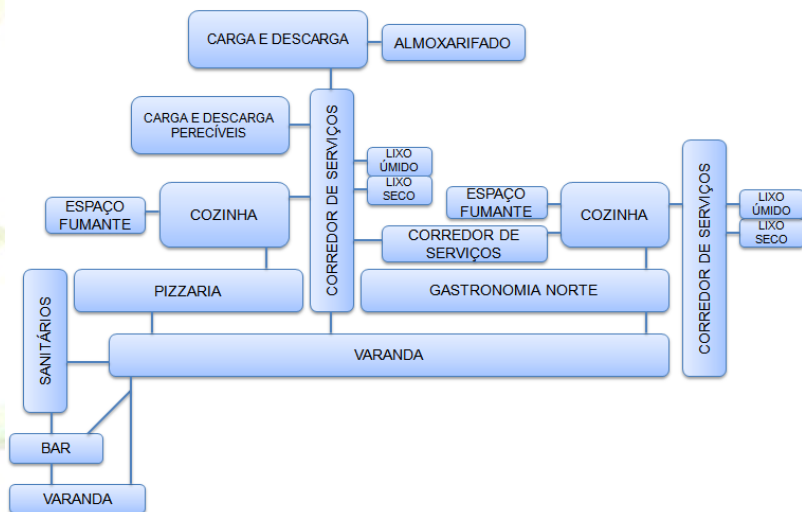 CARGA E DESCARGA
ALMOXARIFADO
CARGA E DESCARGA
PERECÍVEIS
CORREDOR DE SERVIÇOS
LIXO
ÚMIDO
LIXO
SECO
ESPAÇO
FUMANTE
COZINHA
ESPAÇO
FUMANTE
COZINHA
CORREDOR DE
SERVIÇOS
CORREDOR DE SERVIÇOS
LIXO
ÚMIDO
LIXO
SECO
SANITÁRIOS
PIZZARIA
GASTRONOMIA NORTE
VARANDA
BAR
VARANDA